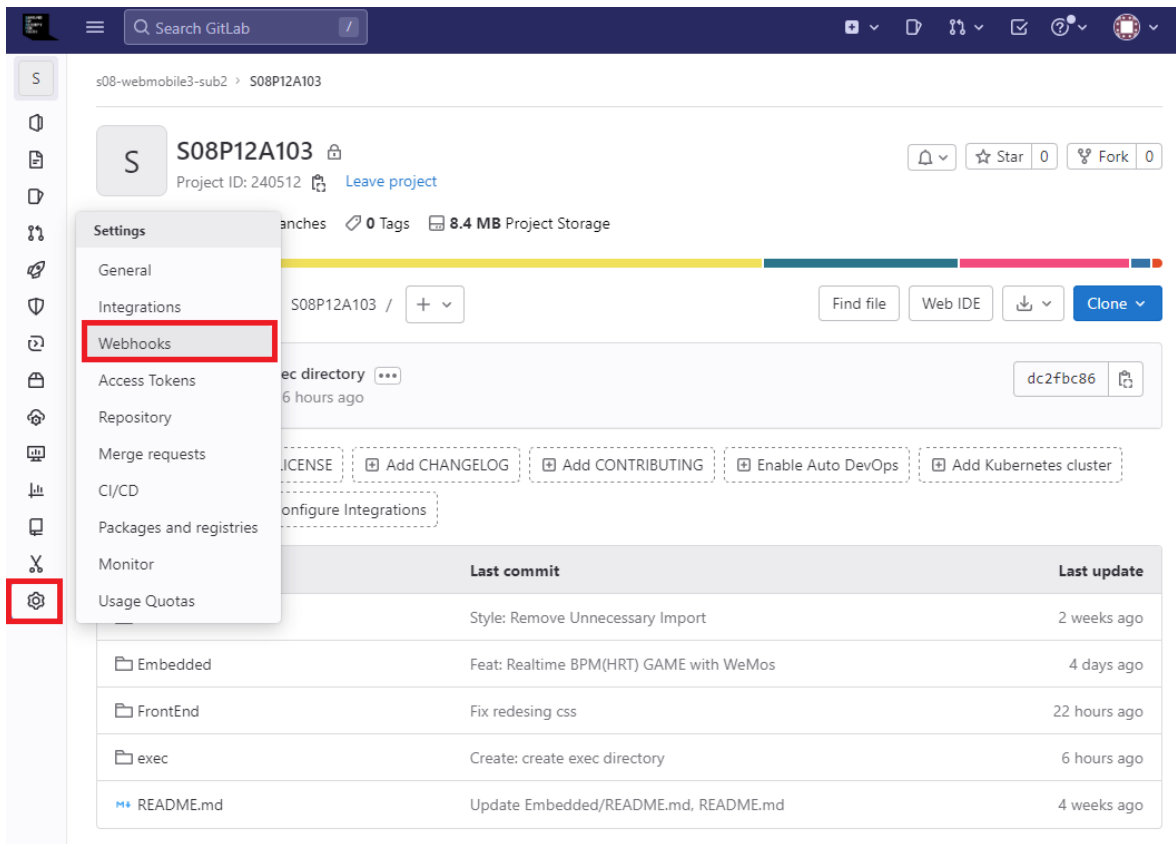 Search GitLab /
S
s08-webmobile3-sub2 > S08P12A103
S
S08P12A103
Project ID: 240512 Leave project
Star 0 Fork 0
anches 0 Tags 8.4 MB Project Storage
Settings
General
Integrations
Webhooks
Access Tokens
Repository
Merge requests
CI/CD
Packages and registries
Monitor
Usage Quotas
S08P12A103 / +
Find file Web IDE Clone
ec directory •••
6 hours ago
dc2fbc86
ICENSE Add CHANGELOG Add CONTRIBUTING Enable Auto DevOps Add Kubernetes cluster
onfigure Integrations
Last commit Last update
Style: Remove Unnecessary Import 2 weeks ago
Embedded Feat: Realtime BPM(HRT) GAME with WeMos 4 days ago
FrontEnd Fix redesing css 22 hours ago
exec Create: create exec directory 6 hours ago
M↓ README.md Update Embedded/README.md, README.md 4 weeks ago